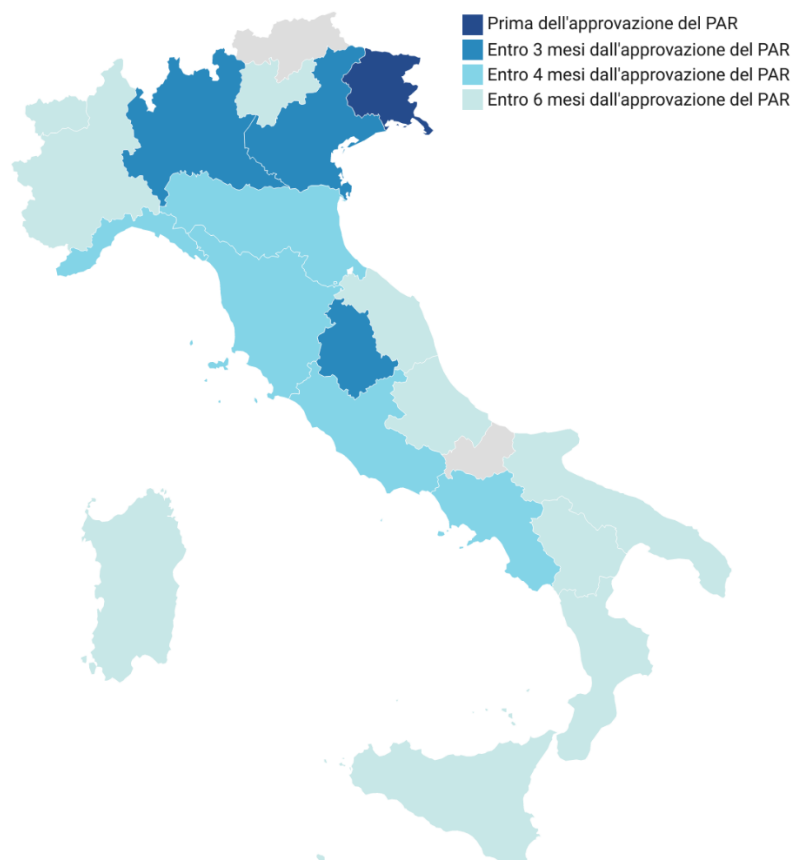 Prima dell'approvazione del PAR
Entro 3 mesi dall'approvazione del PAR
Entro 4 mesi dall'approvazione del PAR
Entro 6 mesi dall'approvazione del PAR